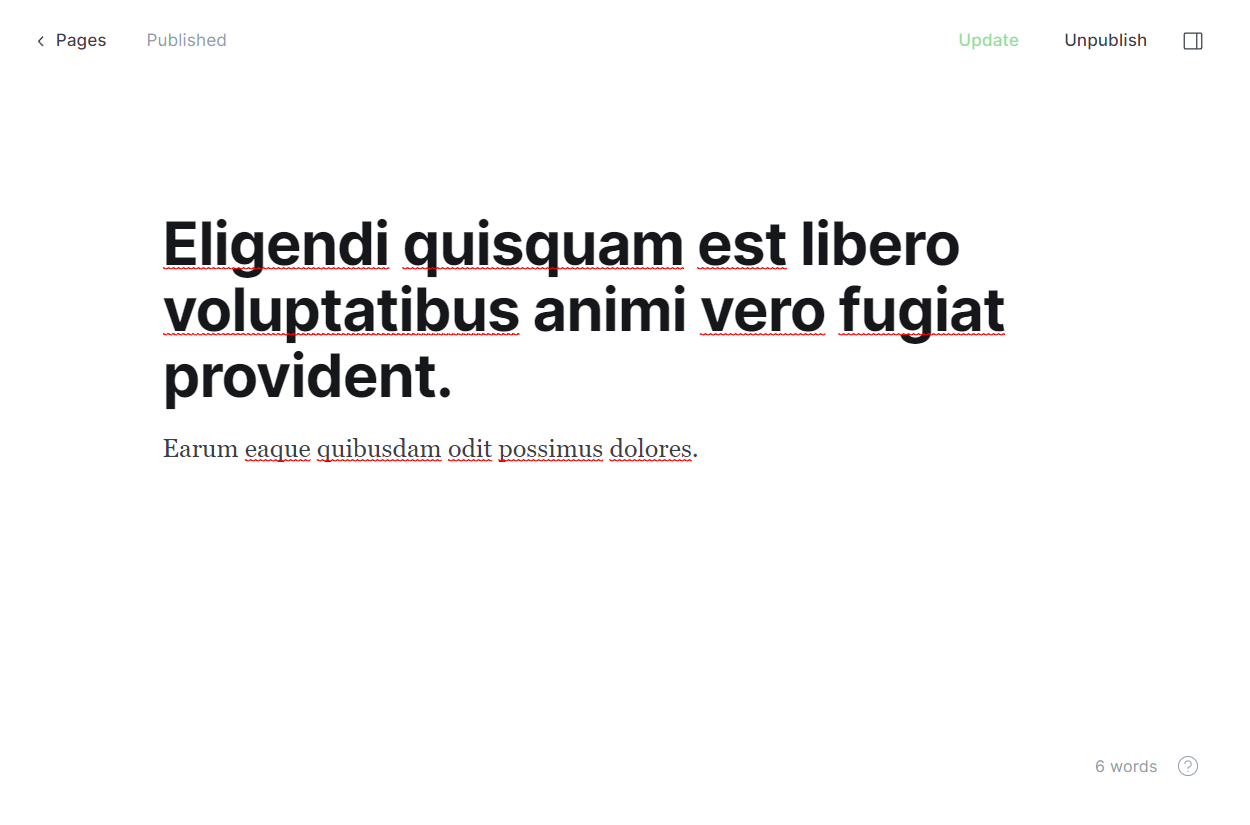 Pages Published Update Unpublish
Eligendi quisquam est libero
voluptatibus animi vero fugiat
provident.
Earum eaque quibusdam odit possimus dolores.
6 words ?